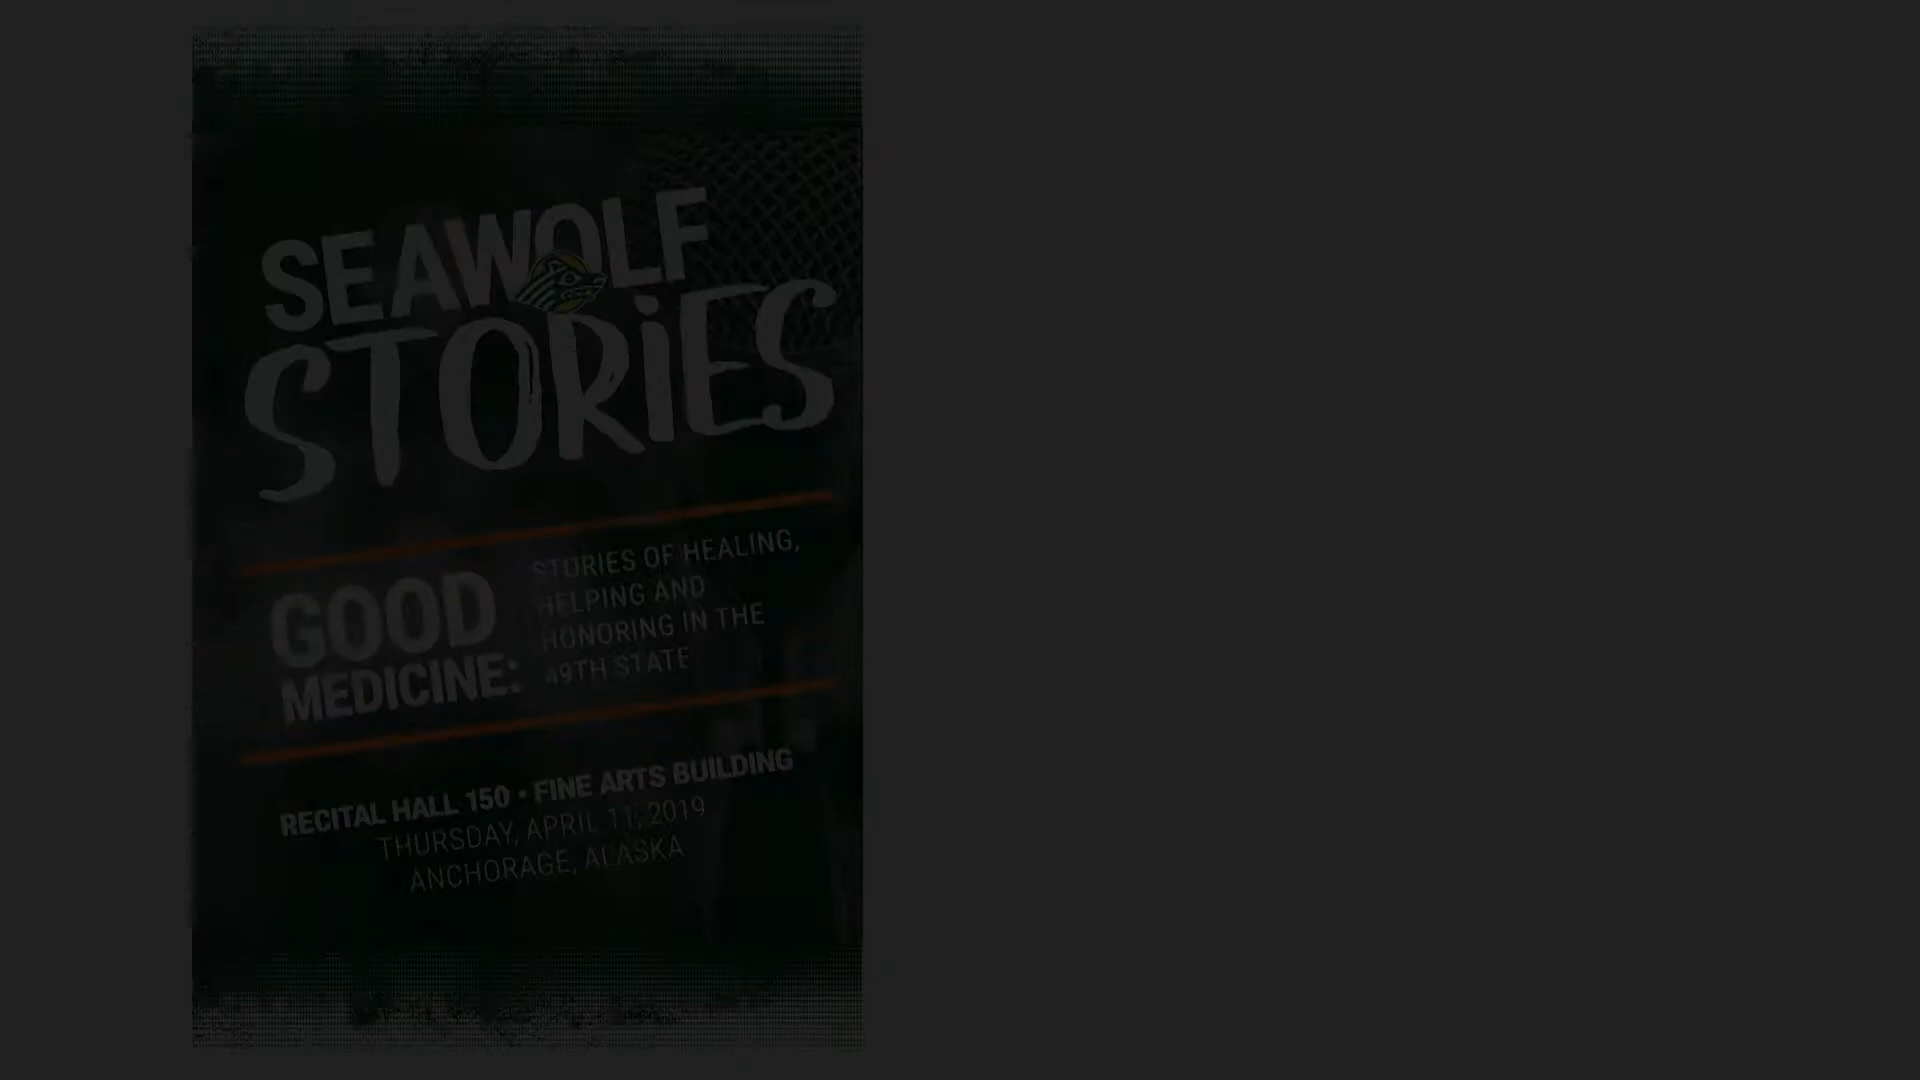 SEAWOLF
STORIES
GOOD
MEDICINE:
STORIES OF HEALING,
HELPING AND
HONORING IN THE
49TH STATE
RECITAL HALL 150 • FINE ARTS BUILDING
THURSDAY, APRIL 11, 2019
ANCHORAGE, ALASKA